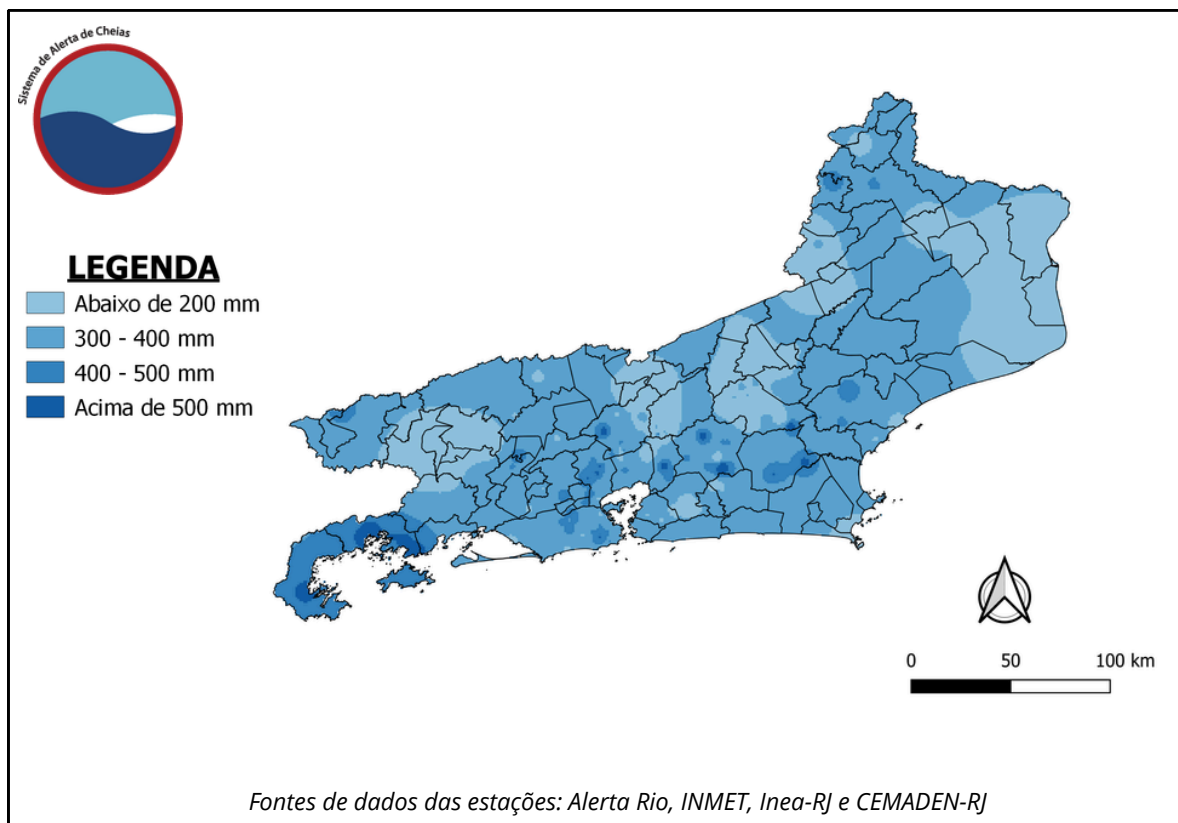 Sistema de Alerta de Cheias
LEGENDA
Abaixo de 200 mm
300 - 400 mm
400 - 500 mm
Acima de 500 mm
0 50 100 km
Fontes de dados das estações: Alerta Rio, INMET, Inea-RJ e CEMADEN-RJ